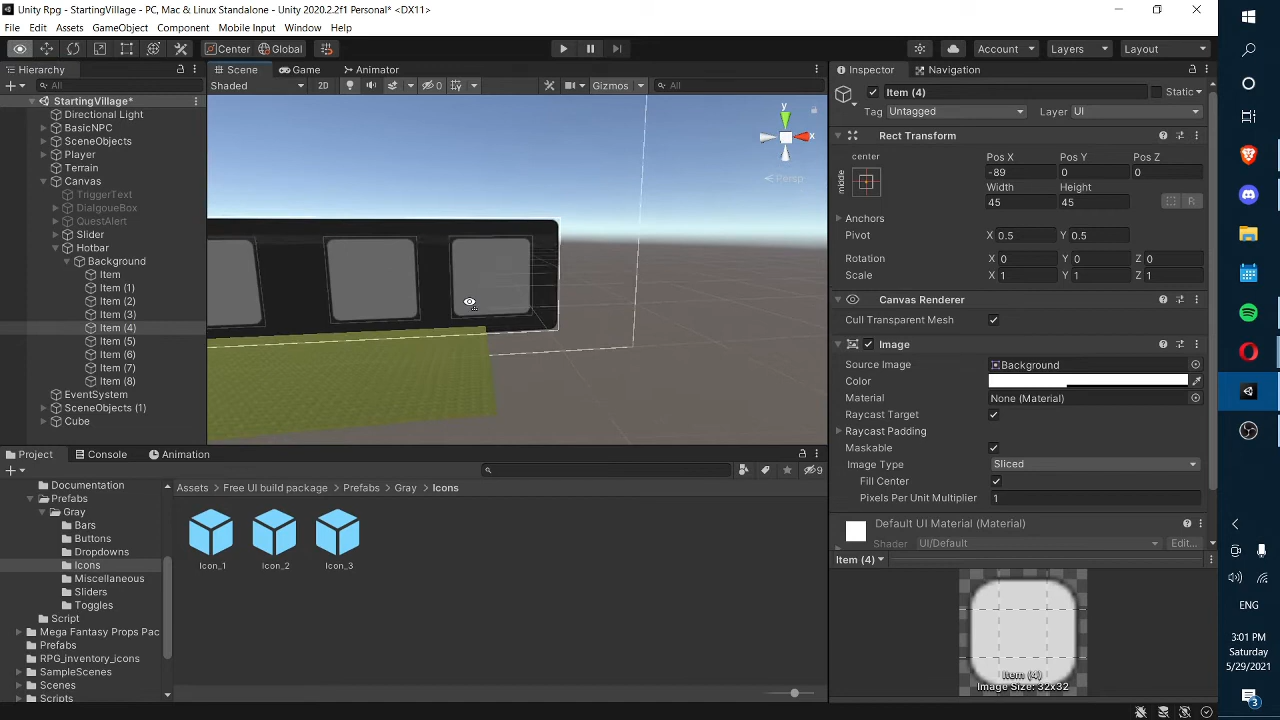 Unity Rpg - StartingVillage - PC, Mac & Linux Standalone - Unity 2020.2.2f1 Personal* <DX11>
File Edit Assets GameObject Component Mobile Input Window Help
Center Global Account Layers Layout
Hierarchy
All
StartingVillage*
Directional Light
BasicNPC
SceneObjects
Player
Terrain
Canvas
TriggerText
DialgoueBox
QuestAlert
Slider
Hotbar
Background
Item
Item (1)
Item (2)
Item (3)
Item (4)
Item (5)
Item (6)
Item (7)
Item (8)
EventSystem
SceneObjects (1)
Cube
Scene Game Animator
Shaded 2D 0 Gizmos All
y
x
Persp
Inspector Navigation
Item (4) Static
Tag Untagged Layer UI
Rect Transform
center
middle
Pos X Pos Y Pos Z
-89 0 0
Width Height
45 45
R
Anchors
Pivot X 0.5 Y 0.5
Rotation X 0 Y 0 Z 0
Scale X 1 Y 1 Z 1
Canvas Renderer
Cull Transparent Mesh
Image
Source Image Background
Color
Material None (Material)
Raycast Target
Raycast Padding
Maskable
Image Type Sliced
Fill Center
Pixels Per Unit Multiplier 1
Default UI Material (Material)
Shader UI/Default Edit...
Item (4)
Item (4)
Image Size: 32x32
Project Console Animation
9
Documentation
Prefabs
Gray
Bars
Buttons
Dropdowns
Icons
Miscellaneous
Sliders
Toggles
Script
Mega Fantasy Props Pac
Prefabs
RPG_inventory_icons
SampleScenes
Scenes
Scripts
Assets Free UI build package Prefabs Gray Icons
Icon_1 Icon_2 Icon_3
ENG
3:01 PM
Saturday
5/29/2021
3